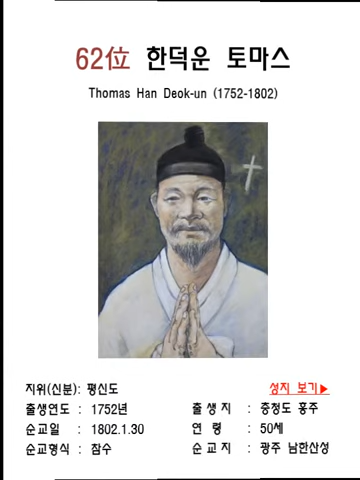 62位 한덕운 토마스
Thomas Han Deok-un (1752-1802)
지위(신분): 평신도 성지 보기▶
출생연도 : 1752년 출 생 지 : 충청도 홍주
순교일 : 1802.1.30 연 령 : 50세
순교형식 : 참수 순 교 지 : 광주 남한산성